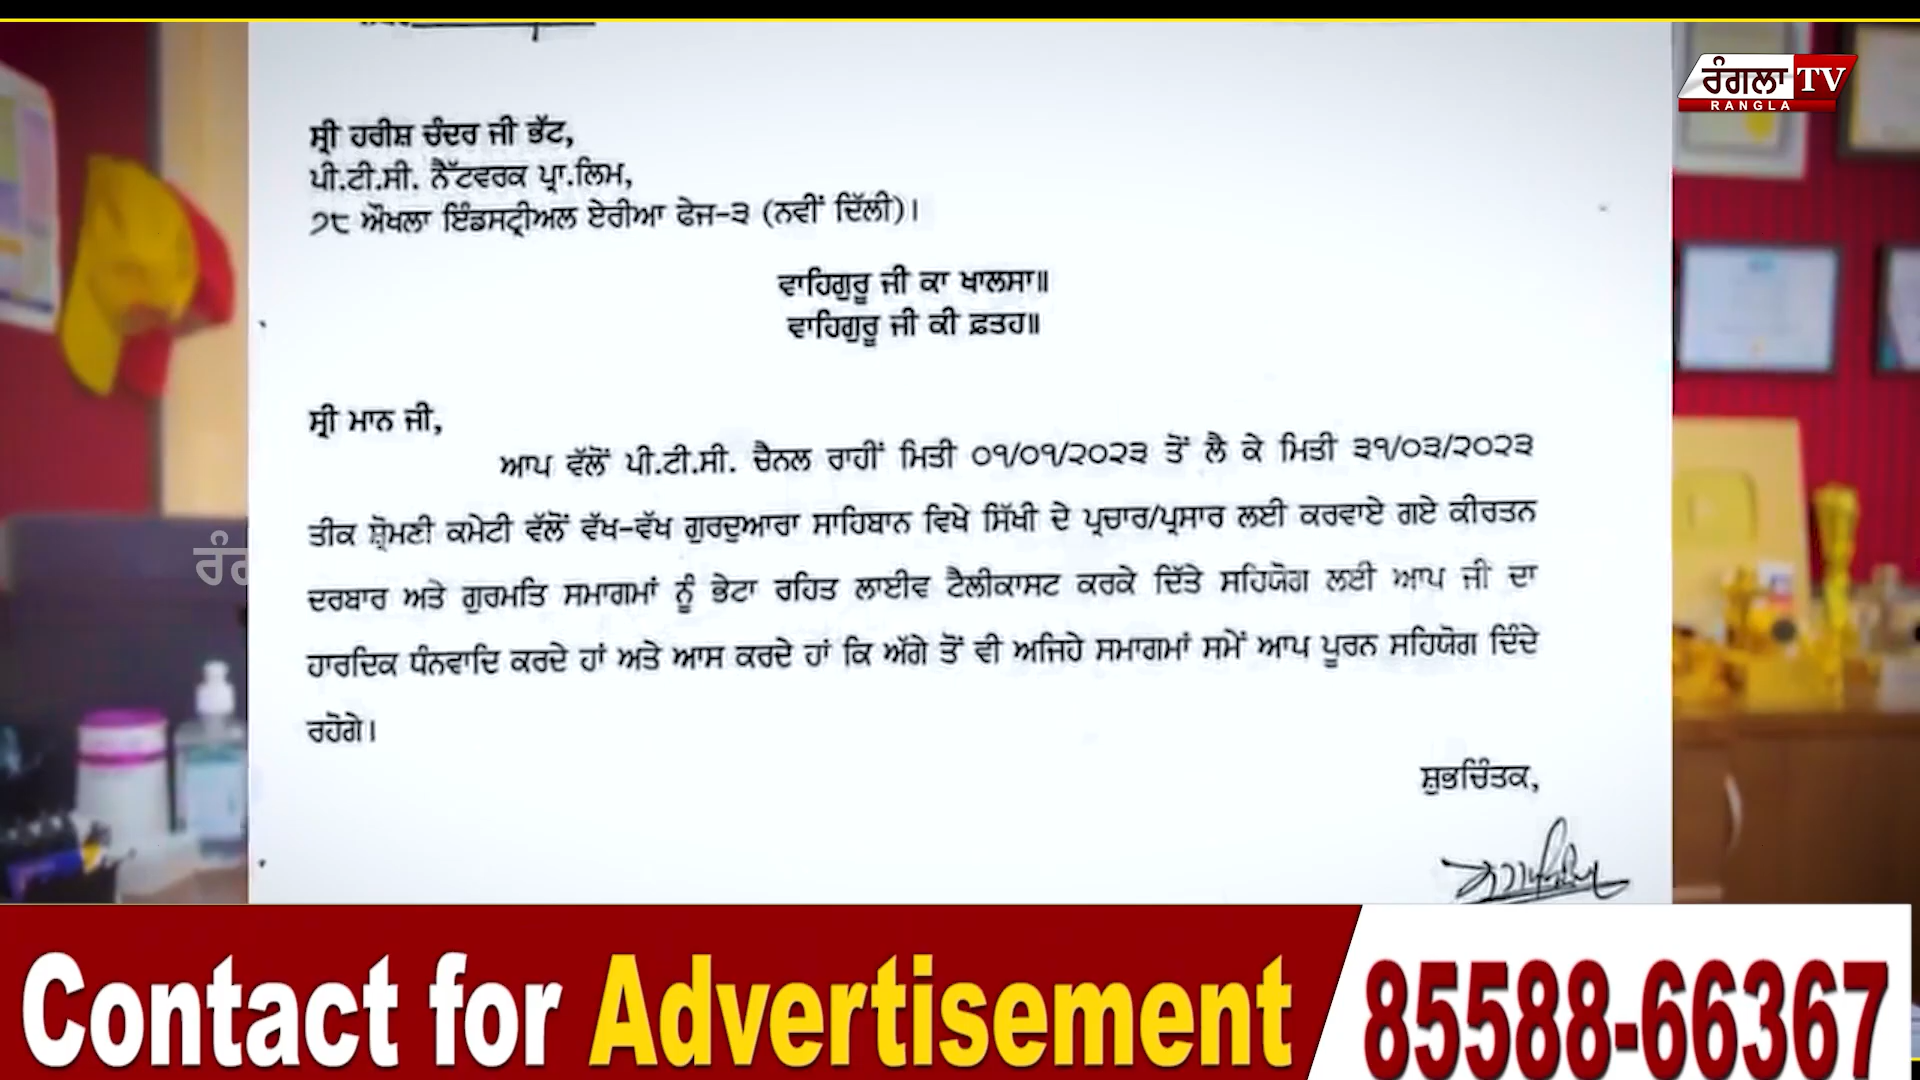 ਰੰਗਲਾ TV
RANGLA
ਸ੍ਰੀ ਹਰੀਸ਼ ਚੰਦਰ ਜੀ ਭੱਟ,
ਪੀ.ਟੀ.ਸੀ. ਨੈੱਟਵਰਕ ਪ੍ਰਾ.ਲਿਮ,
੭੮ ਔਖਲਾ ਇੰਡਸਟ੍ਰੀਅਲ ਏਰੀਆ ਫੇਜ-੩ (ਨਵੀਂ ਦਿੱਲੀ)।
ਵਾਹਿਗੁਰੂ ਜੀ ਕਾ ਖਾਲਸਾ॥
ਵਾਹਿਗੁਰੂ ਜੀ ਕੀ ਫ਼ਤਹ॥
ਸ੍ਰੀ ਮਾਨ ਜੀ,
ਆਪ ਵੱਲੋਂ ਪੀ.ਟੀ.ਸੀ. ਚੈਨਲ ਰਾਹੀਂ ਮਿਤੀ ੦੧/੦੧/੨੦੨੩ ਤੋਂ ਲੈ ਕੇ ਮਿਤੀ ੩੧/੦੩/੨੦੨੩
ਤੀਕ ਸ਼੍ਰੋਮਣੀ ਕਮੇਟੀ ਵੱਲੋਂ ਵੱਖ-ਵੱਖ ਗੁਰਦੁਆਰਾ ਸਾਹਿਬਾਨ ਵਿਖੇ ਸਿੱਖੀ ਦੇ ਪ੍ਰਚਾਰ/ਪ੍ਰਸਾਰ ਲਈ ਕਰਵਾਏ ਗਏ ਕੀਰਤਨ
ਦਰਬਾਰ ਅਤੇ ਗੁਰਮਤਿ ਸਮਾਗਮਾਂ ਨੂੰ ਭੇਟਾ ਰਹਿਤ ਲਾਈਵ ਟੈਲੀਕਾਸਟ ਕਰਕੇ ਦਿੱਤੇ ਸਹਿਯੋਗ ਲਈ ਆਪ ਜੀ ਦਾ
ਹਾਰਦਿਕ ਧੰਨਵਾਦਿ ਕਰਦੇ ਹਾਂ ਅਤੇ ਆਸ ਕਰਦੇ ਹਾਂ ਕਿ ਅੱਗੇ ਤੋਂ ਵੀ ਅਜਿਹੇ ਸਮਾਗਮਾਂ ਸਮੇਂ ਆਪ ਪੂਰਨ ਸਹਿਯੋਗ ਦਿੰਦੇ
ਰਹੋਗੇ।
ਸ਼ੁਭਚਿੰਤਕ,
Contact for Advertisement 85588-66367